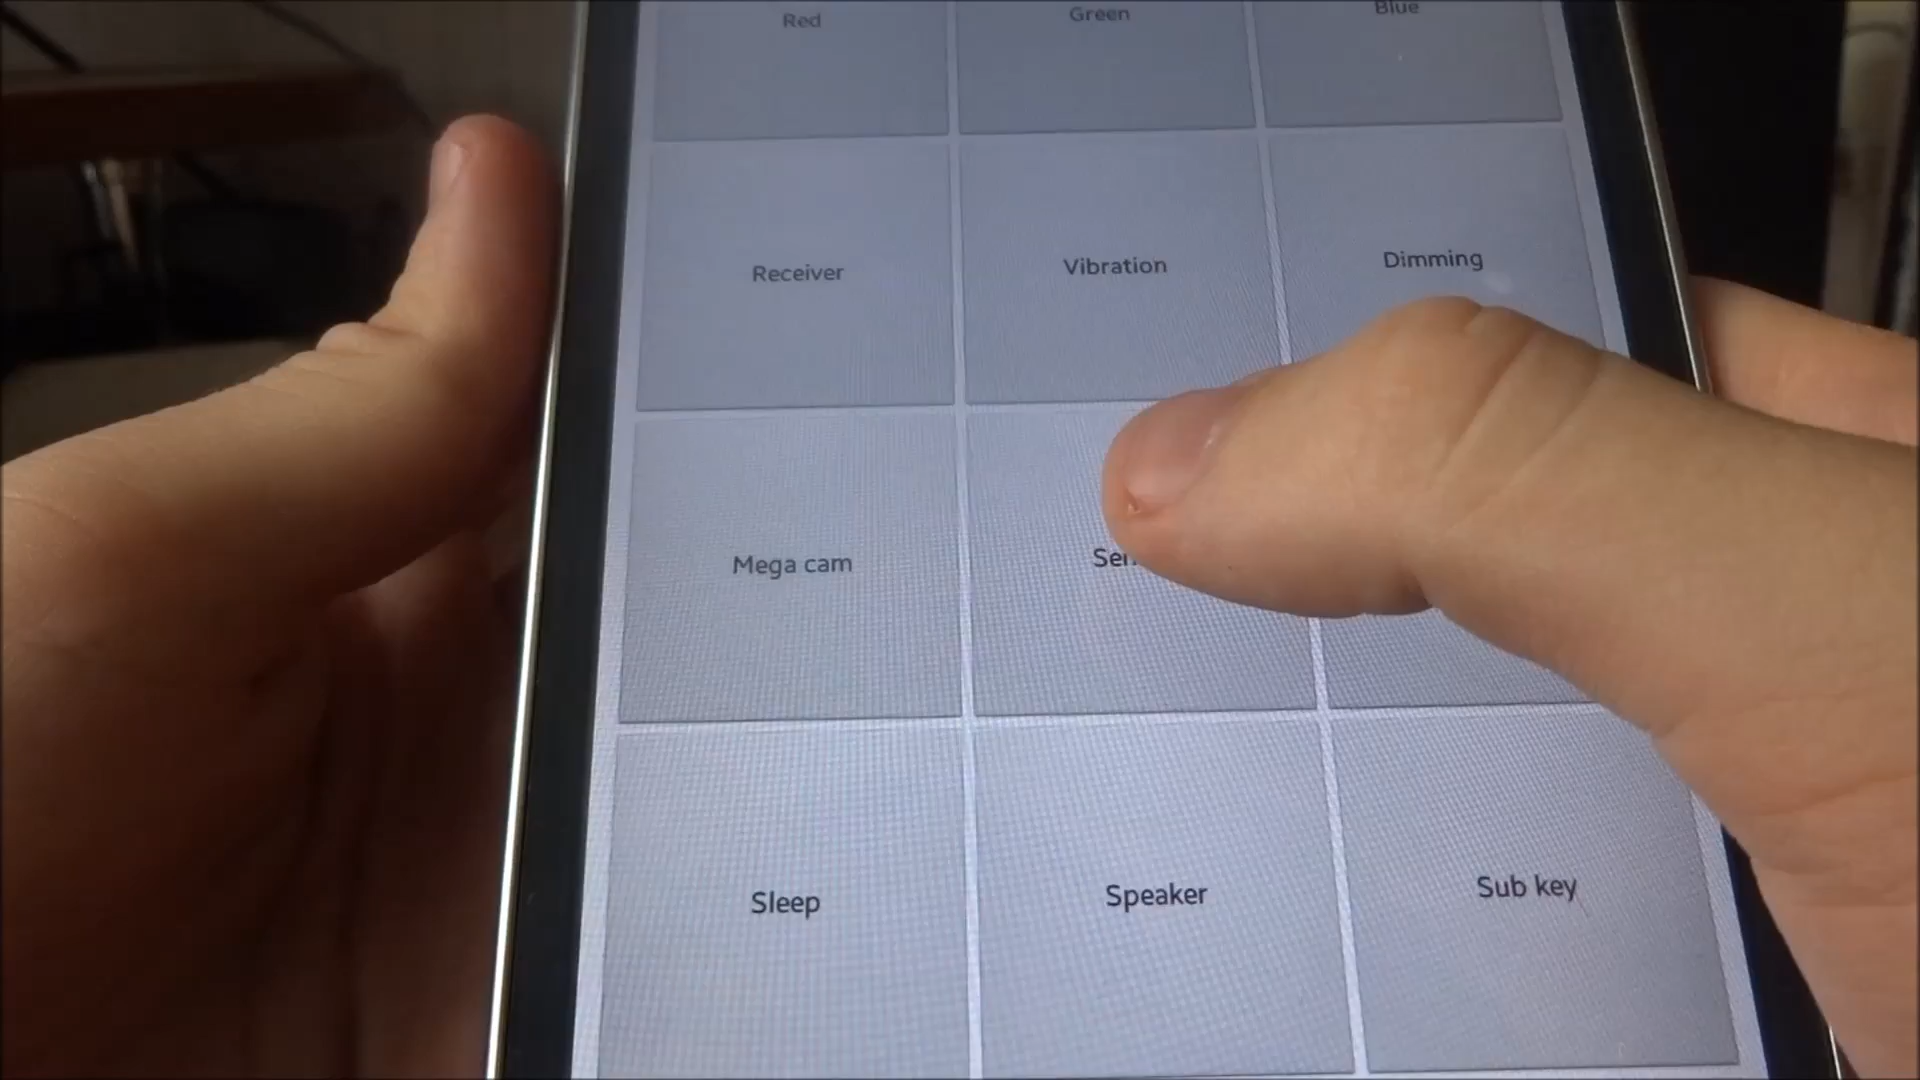 Red
Green
Blue
Receiver
Vibration
Dimming
Mega cam
Sleep
Speaker
Sub key